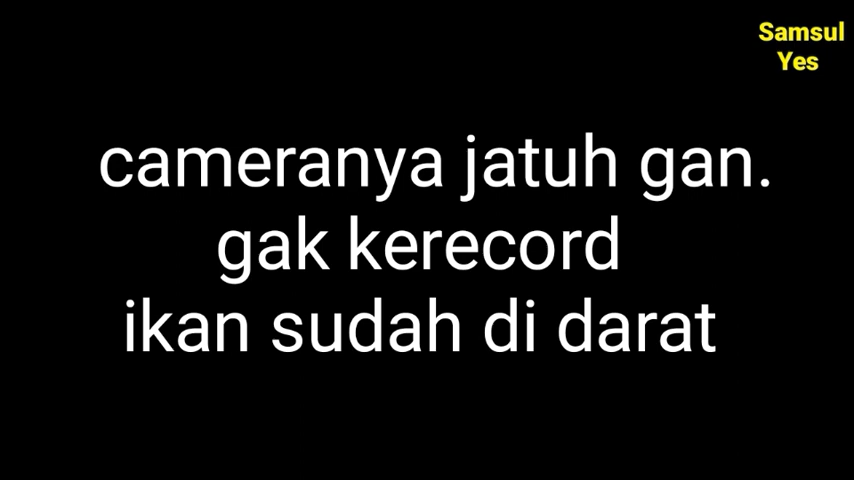 Samsul
Yes
cameranya jatuh gan.
gak kerecord
ikan sudah di darat